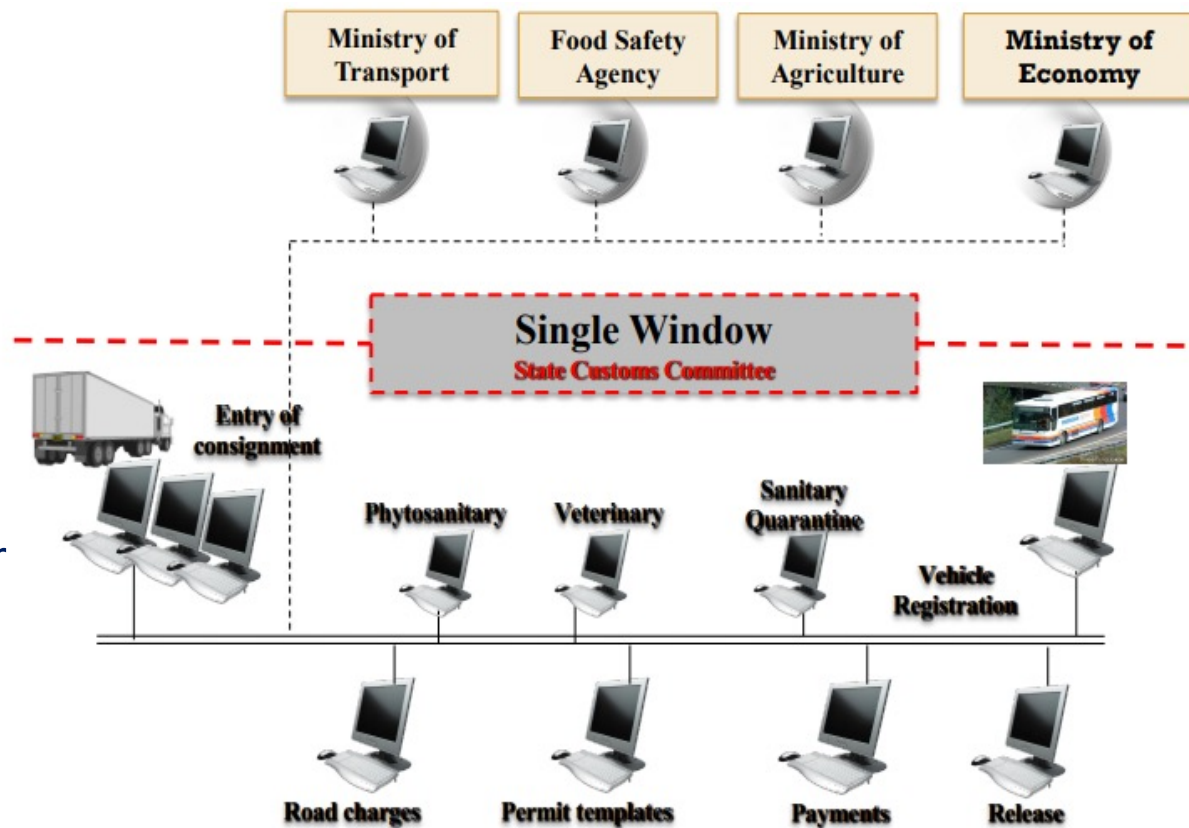 Ministry of
Transport
Food Safety
Agency
Ministry of
Agriculture
Ministry of
Economy
Single Window
State Customs Committee
Entry of
consignment
Phytosanitary
Veterinary
Sanitary
Quarantine
Vehicle
Registration
r
Road charges
Permit templates
Payments
Release